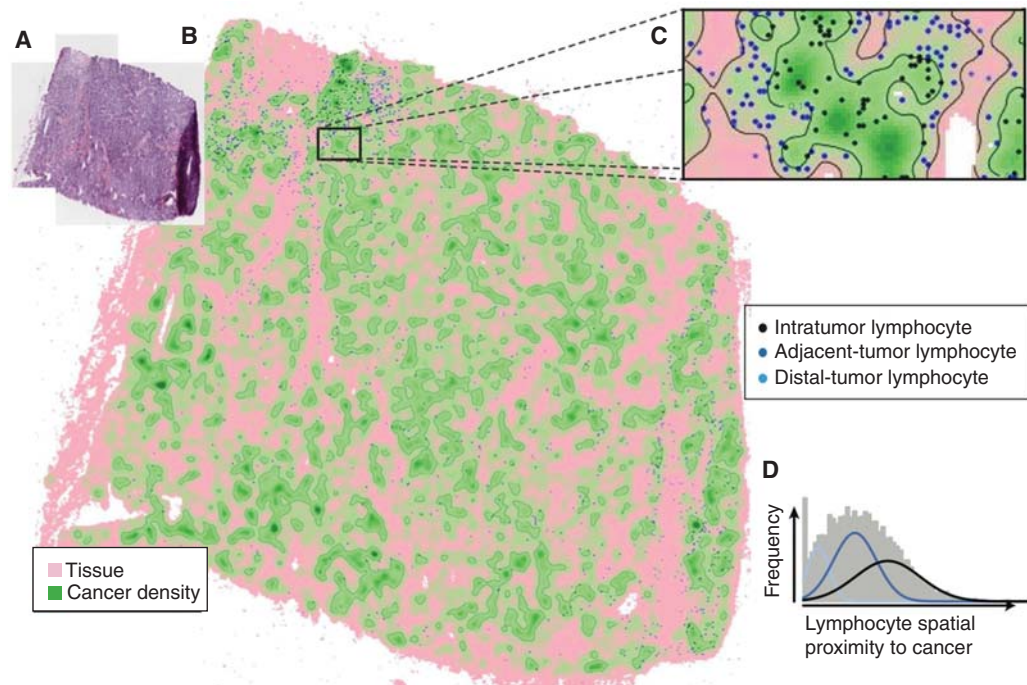 A
B
C
Intratumor lymphocyte
Adjacent-tumor lymphocyte
Distal-tumor lymphocyte
D
Frequency
Lymphocyte spatial
proximity to cancer
Tissue
Cancer density